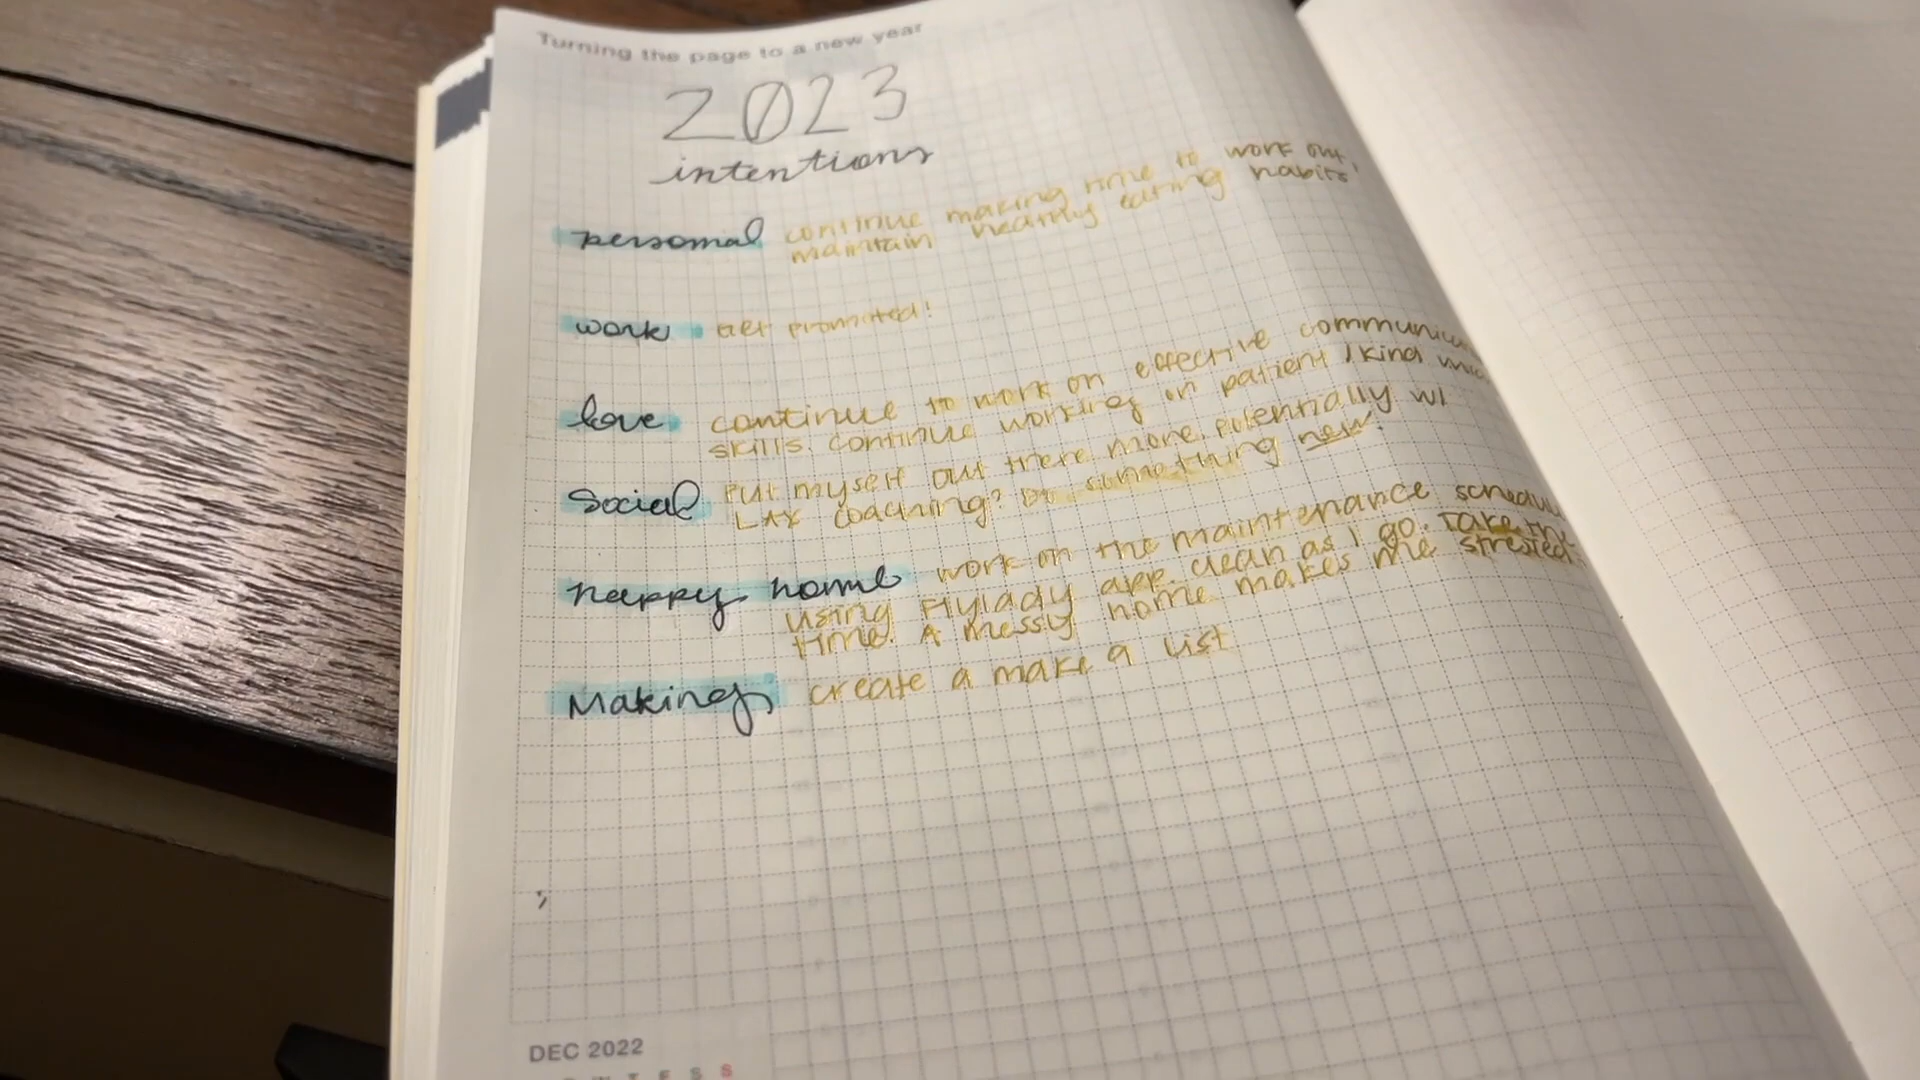 Turning the page to a new year
2023
intentions
personal continue making time to work out,
maintain healthy eating habits
work Get promoted!
love continue to work on effective
skills. continue working on patient / kind
Social Put myself out there more, potentially w/
LAX coaching? Do something new!
happy home work on the maintenance
using Flylady app. clean as I go. Take
time. A messy home makes me stressed.
Making create a make a list
DEC 2022
T F S S